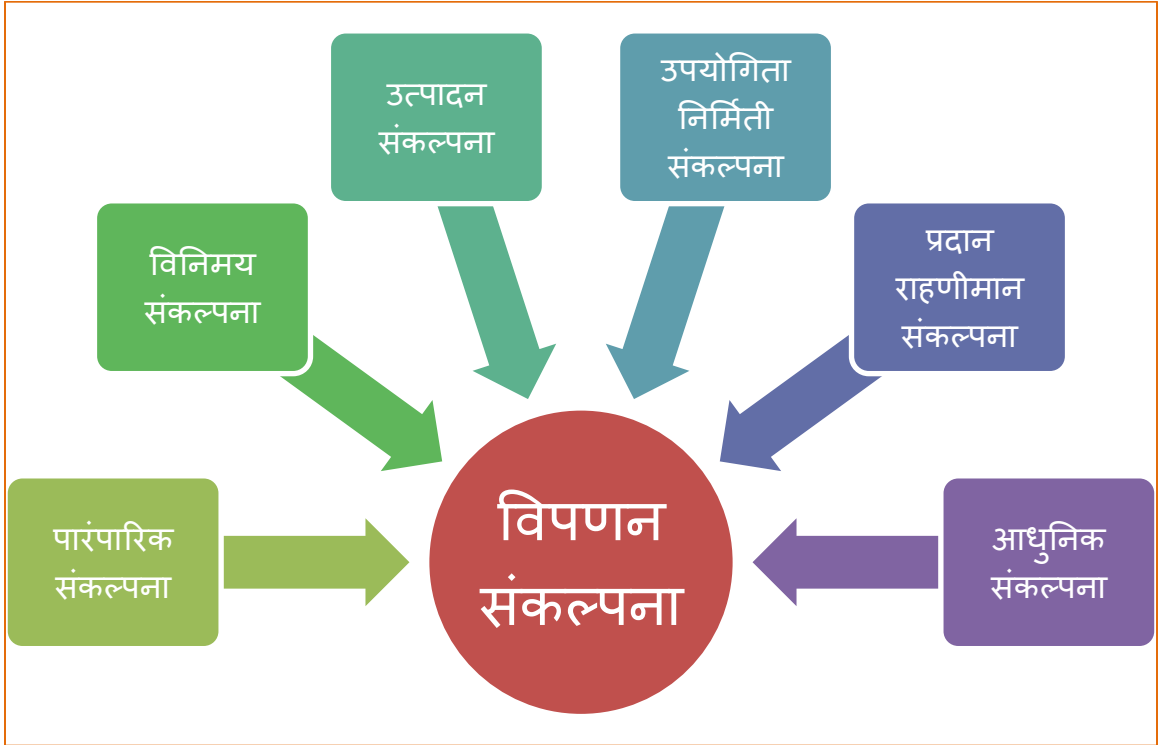 उत्पादन
संकल्पना
उपयोगिता
निर्मिती
संकल्पना
विनिमय
संकल्पना
प्रदान
राहणीमान
संकल्पना
पारंपारिक
संकल्पना
विपणन
संकल्पना
आधुनिक
संकल्पना